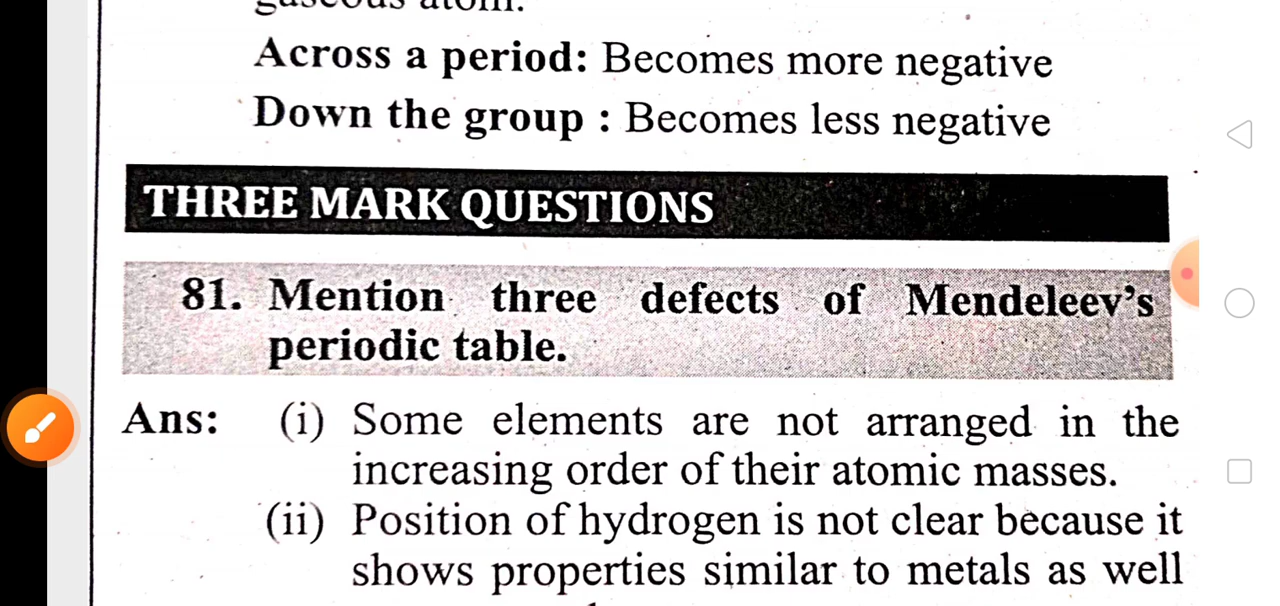 gaseous atom.
Across a period: Becomes more negative
Down the group : Becomes less negative
THREE MARK QUESTIONS
81. Mention three defects of Mendeleev's
periodic table.
Ans: (i) Some elements are not arranged in the
increasing order of their atomic masses.
(ii) Position of hydrogen is not clear because it
shows properties similar to metals as well